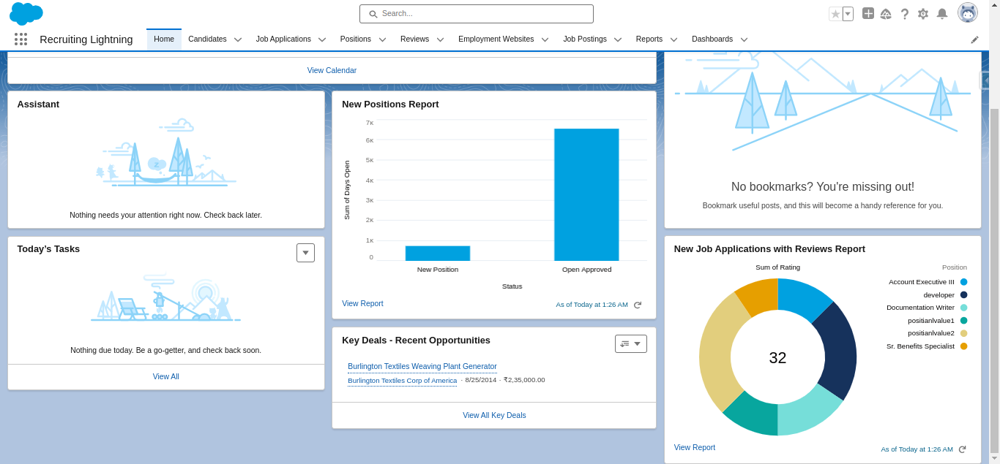 Search...
Recruiting Lightning
Home
Candidates
Job Applications
Positions
Reviews
Employment Websites
Job Postings
Reports
Dashboards
View Calendar
Assistant
Nothing needs your attention right now. Check back later.
Today's Tasks
Nothing due today. Be a go-getter, and check back soon.
View All
New Positions Report
Sum of Days Open
7K
6K
5K
4K
3K
2K
1K
0
New Position
Open Approved
Status
View Report
As of Today at 1:26 AM
Key Deals - Recent Opportunities
Burlington Textiles Weaving Plant Generator
Burlington Textiles Corp of America · 8/25/2014 · ₹2,35,000.00
View All Key Deals
No bookmarks? You're missing out!
Bookmark useful posts, and this will become a handy reference for you.
New Job Applications with Reviews Report
Sum of Rating
Position
Account Executive III
developer
Documentation Writer
positianlvalue1
positianlvalue2
Sr. Benefits Specialist
32
View Report
As of Today at 1:26 AM